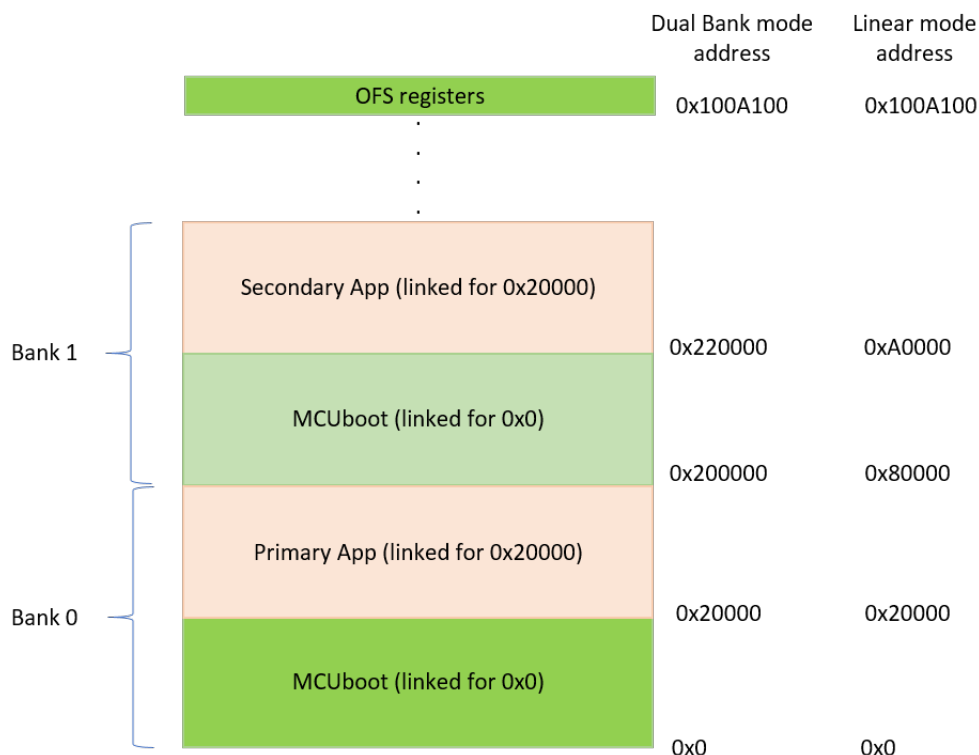 Dual Bank mode
address
Linear mode
address
OFS registers
0x100A100
0x100A100
Secondary App (linked for 0x20000)
Bank 1
0x220000
0xA0000
MCUboot (linked for 0x0)
0x200000
0x80000
Primary App (linked for 0x20000)
Bank 0
0x20000
0x20000
MCUboot (linked for 0x0)
0x0
0x0